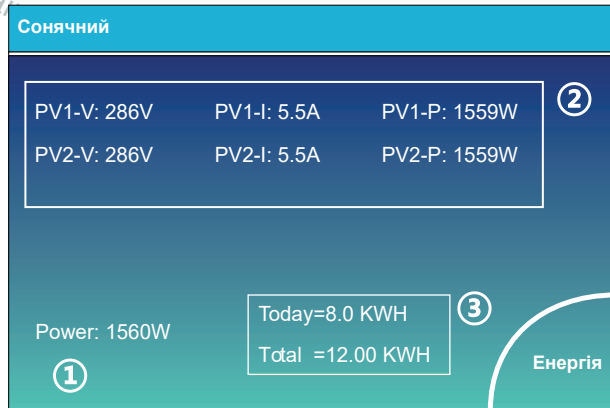 Сонячний
PV1-V: 286V PV1-I: 5.5A PV1-P: 1559W
②
PV2-V: 286V PV2-I: 5.5A PV2-P: 1559W
Today=8.0 KWH
③
Power: 1560W
Total =12.00 KWH
Енергія
①